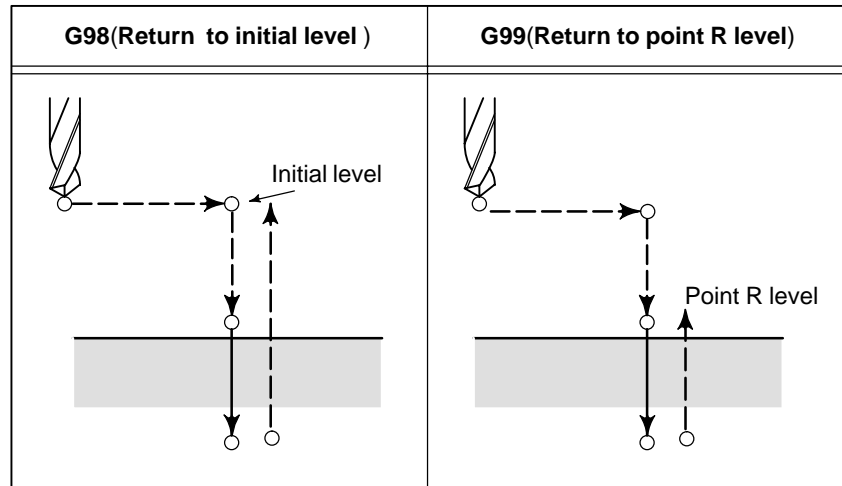 G98(Return to initial level )
G99(Return to point R level)
Initial level
Point R level